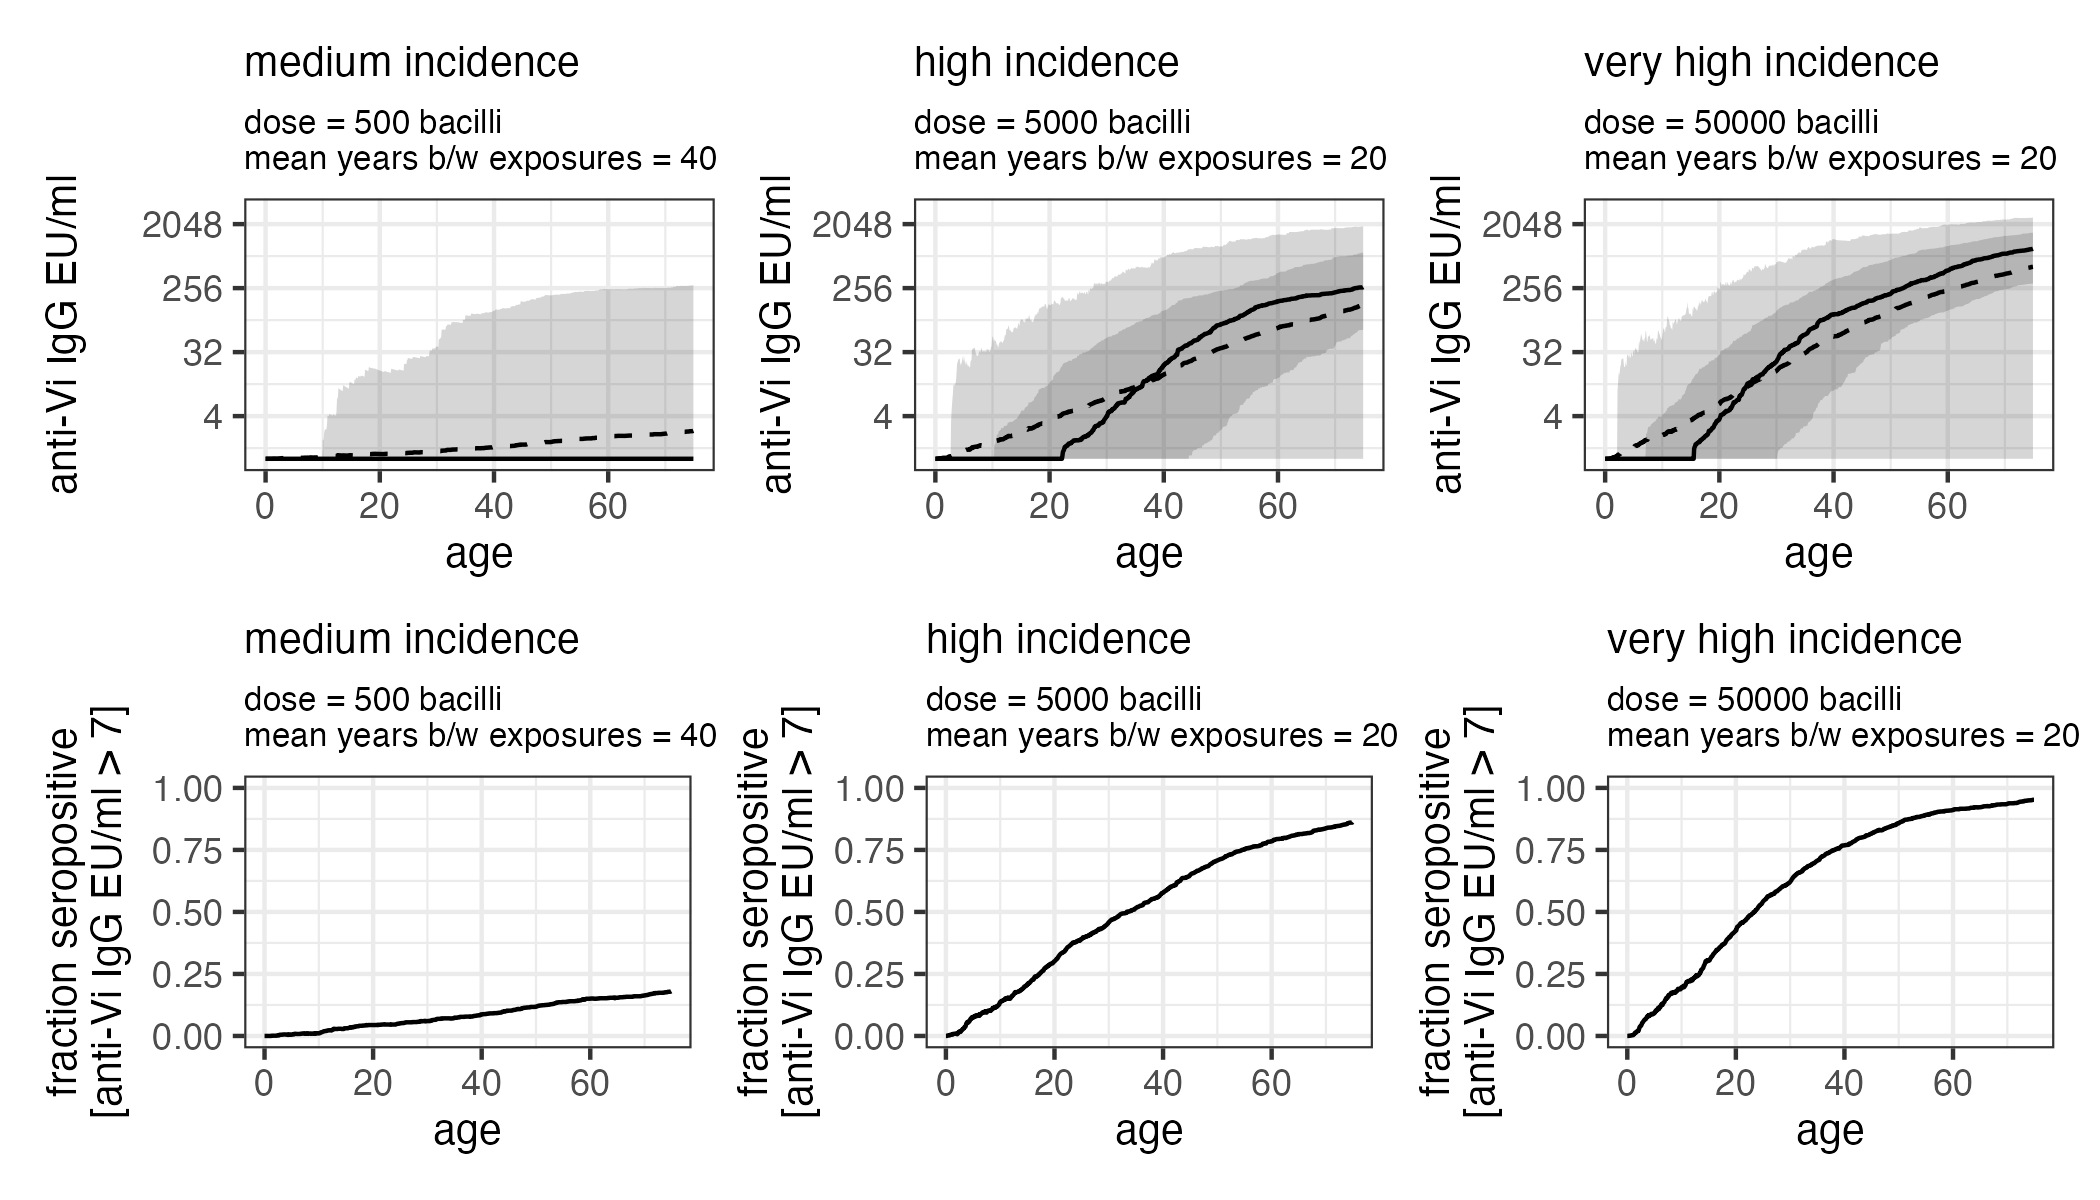 medium incidence
dose = 500 bacilli
mean years b/w exposures = 40
anti-Vi IgG EU/ml
2048
256
32
4
0
20
40
60
age
high incidence
dose = 5000 bacilli
mean years b/w exposures = 20
anti-Vi IgG EU/ml
2048
256
32
4
0
20
40
60
age
very high incidence
dose = 50000 bacilli
mean years b/w exposures = 20
anti-Vi IgG EU/ml
2048
256
32
4
0
20
40
60
age
medium incidence
dose = 500 bacilli
mean years b/w exposures = 40
fraction seropositive
[anti-Vi IgG EU/ml > 7]
1.00
0.75
0.50
0.25
0.00
0
20
40
60
age
high incidence
dose = 5000 bacilli
mean years b/w exposures = 20
fraction seropositive
[anti-Vi IgG EU/ml > 7]
1.00
0.75
0.50
0.25
0.00
0
20
40
60
age
very high incidence
dose = 50000 bacilli
mean years b/w exposures = 20
fraction seropositive
[anti-Vi IgG EU/ml > 7]
1.00
0.75
0.50
0.25
0.00
0
20
40
60
age